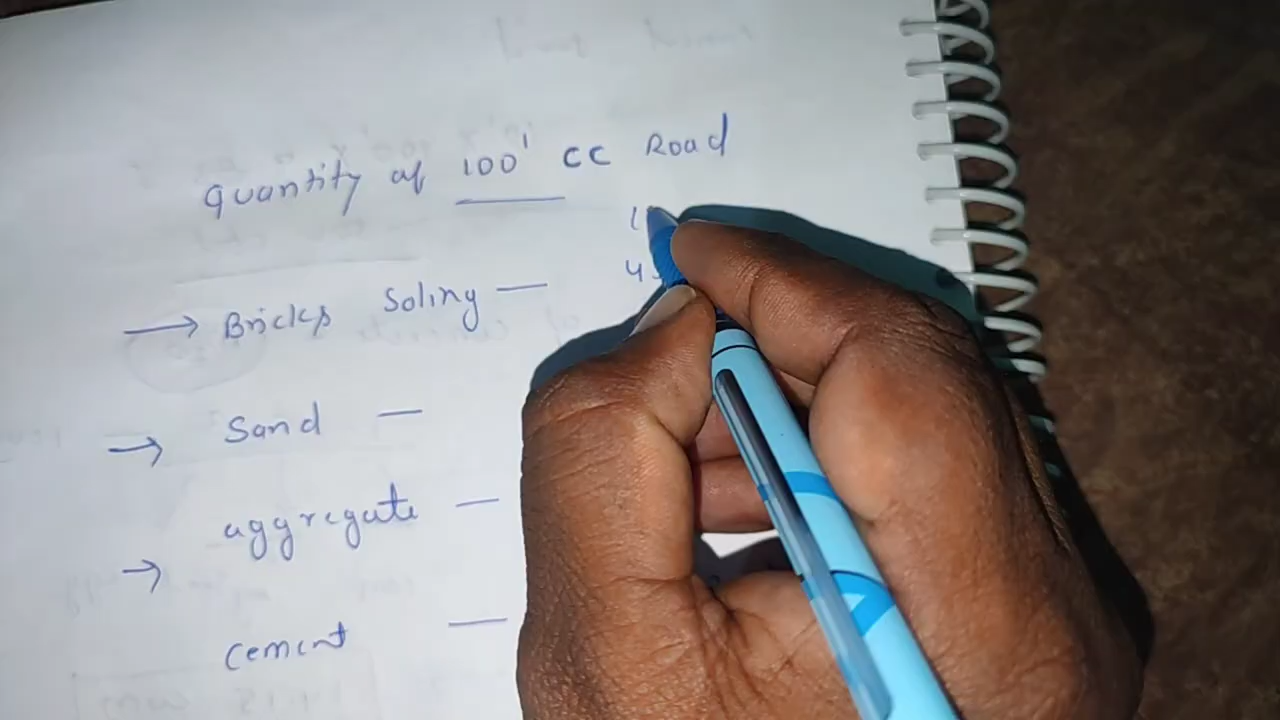 quantity of 100' CC Road
→ Bricks Soling —
→ Sand —
aggregate —
→
cement —